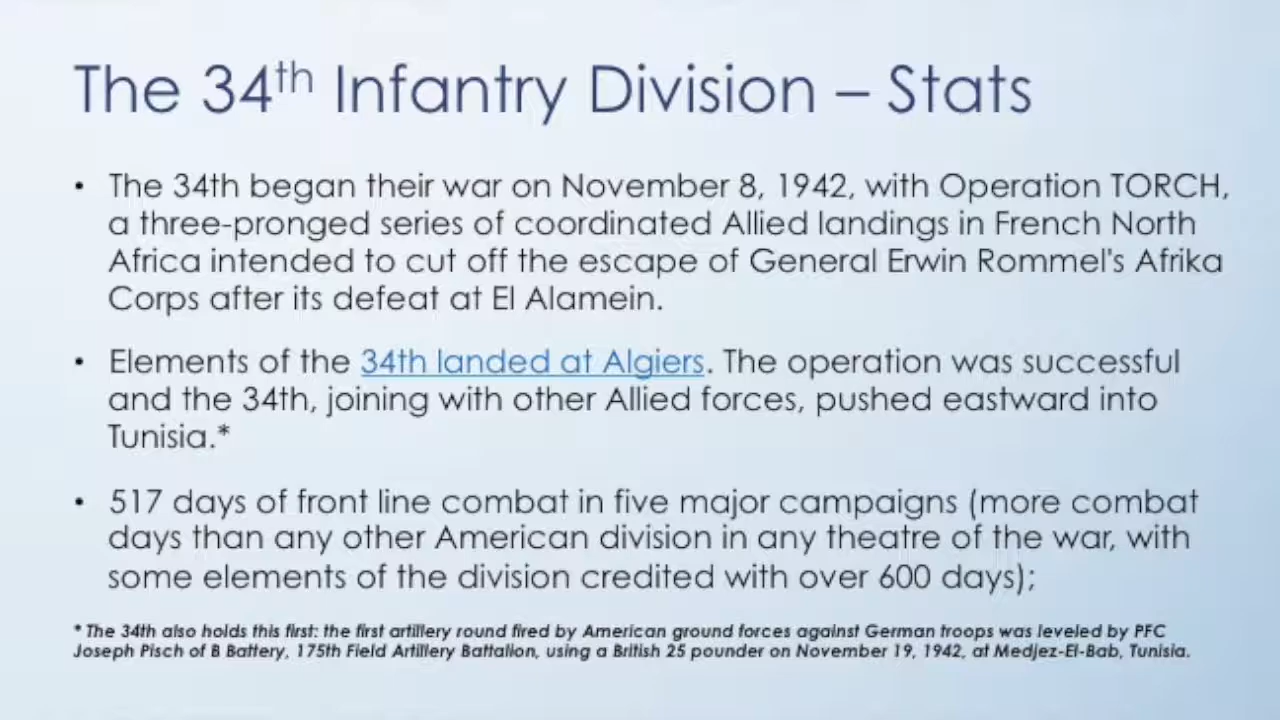 The 34th Infantry Division – Stats
• The 34th began their war on November 8, 1942, with Operation TORCH,
a three-pronged series of coordinated Allied landings in French North
Africa intended to cut off the escape of General Erwin Rommel's Afrika
Corps after its defeat at El Alamein.
• Elements of the 34th landed at Algiers. The operation was successful
and the 34th, joining with other Allied forces, pushed eastward into
Tunisia.*
• 517 days of front line combat in five major campaigns (more combat
days than any other American division in any theatre of the war, with
some elements of the division credited with over 600 days);
* The 34th also holds this first: the first artillery round fired by American ground forces against German troops was leveled by PFC
Joseph Pisch of B Battery, 175th Field Artillery Battalion, using a British 25 pounder on November 19, 1942, at Medjez-El-Bab, Tunisia.